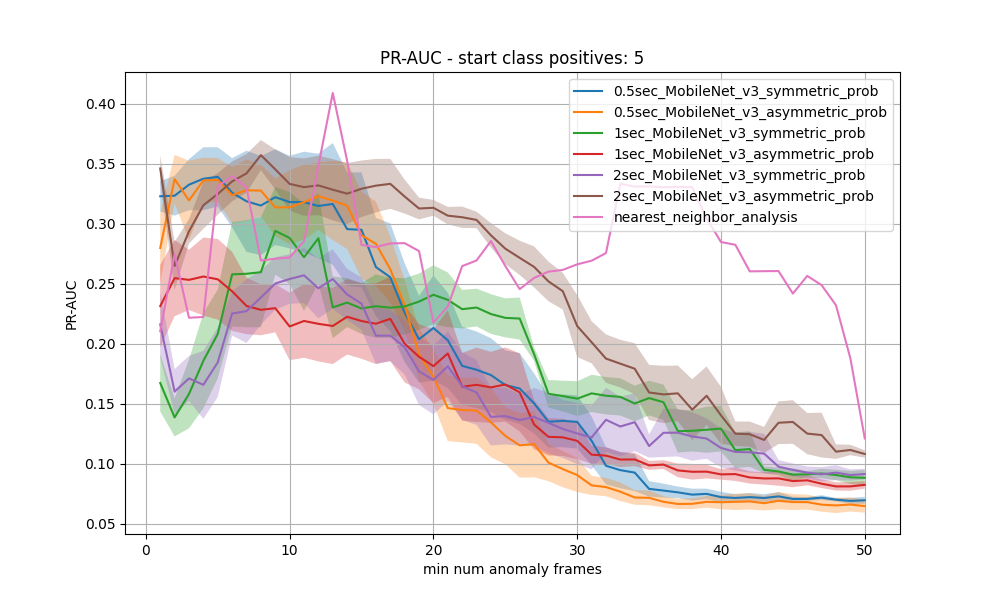 PR-AUC - start class positives: 5
0.5sec_MobileNet_v3_symmetric_prob
0.5sec_MobileNet_v3_asymmetric_prob
1sec_MobileNet_v3_symmetric_prob
1sec_MobileNet_v3_asymmetric_prob
2sec_MobileNet_v3_symmetric_prob
2sec_MobileNet_v3_asymmetric_prob
nearest_neighbor_analysis
PR-AUC
0.40
0.35
0.30
0.25
0.20
0.15
0.10
0.05
0 10 20 30 40 50
min num anomaly frames